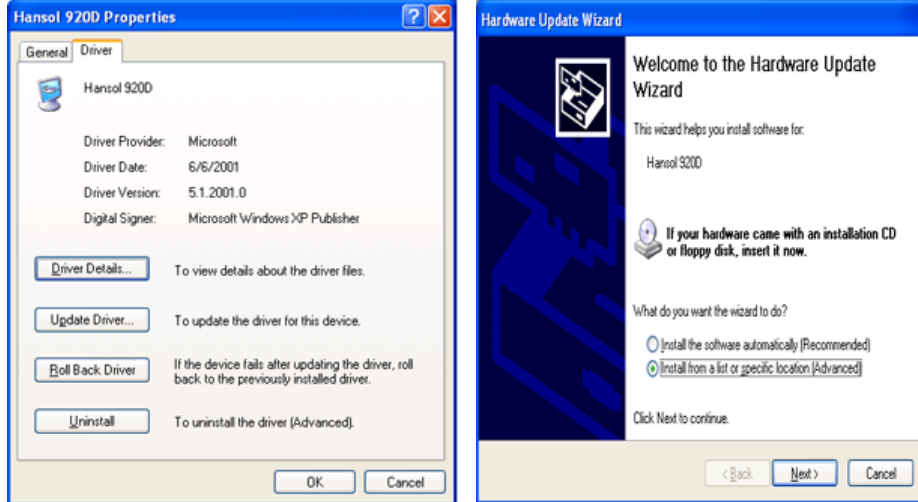 Hansol 920D Properties
General
Driver
Hansol 920D
Driver Provider: Microsoft
Driver Date: 6/6/2001
Driver Version: 5.1.2001.0
Digital Signer: Microsoft Windows XP Publisher
Driver Details...
To view details about the driver files.
Update Driver...
To update the driver for this device.
Roll Back Driver
If the device fails after updating the driver, roll
back to the previously installed driver.
Uninstall
To uninstall the driver (Advanced).
OK
Cancel
Hardware Update Wizard
Welcome to the Hardware Update
Wizard
This wizard helps you install software for:
Hansol 920D
If your hardware came with an installation CD
or floppy disk, insert it now.
What do you want the wizard to do?
Install the software automatically (Recommended)
Install from a list or specific location (Advanced)
Click Next to continue.
< Back
Next >
Cancel